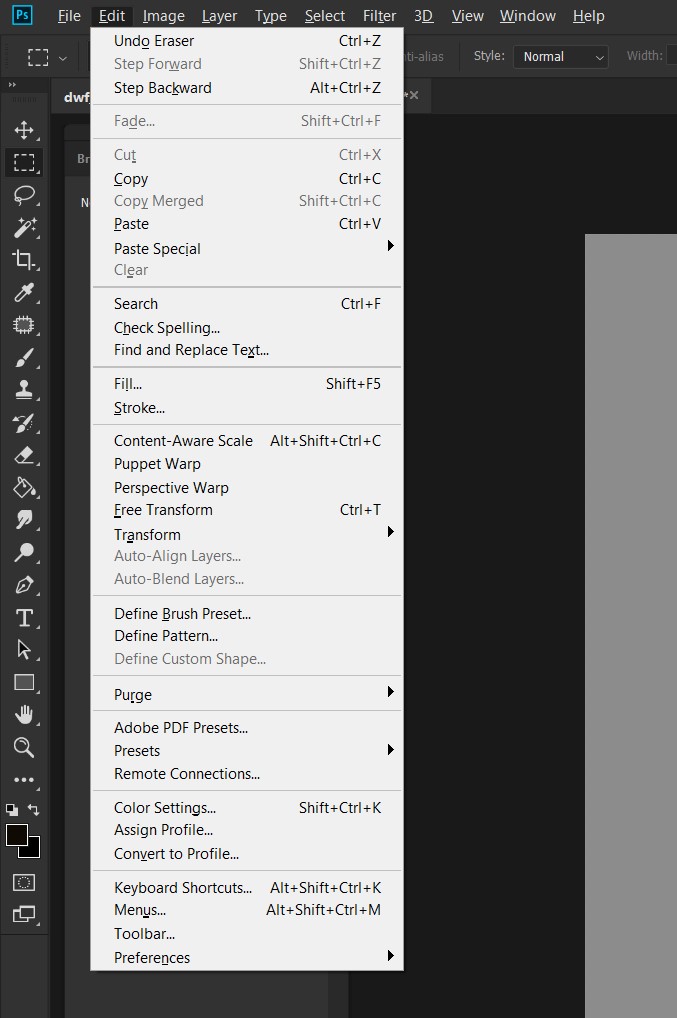 Ps File Edit Image Layer Type Select Filter 3D View Window Help
nti-alias Style: Normal Width:
dwf
Br
N
Undo Eraser Ctrl+Z
Step Forward Shift+Ctrl+Z
Step Backward Alt+Ctrl+Z
Fade... Shift+Ctrl+F
Cut Ctrl+X
Copy Ctrl+C
Copy Merged Shift+Ctrl+C
Paste Ctrl+V
Paste Special
Clear
Search Ctrl+F
Check Spelling...
Find and Replace Text...
Fill... Shift+F5
Stroke...
Content-Aware Scale Alt+Shift+Ctrl+C
Puppet Warp
Perspective Warp
Free Transform Ctrl+T
Transform
Auto-Align Layers...
Auto-Blend Layers...
Define Brush Preset...
Define Pattern...
Define Custom Shape...
Purge
Adobe PDF Presets...
Presets
Remote Connections...
Color Settings... Shift+Ctrl+K
Assign Profile...
Convert to Profile...
Keyboard Shortcuts... Alt+Shift+Ctrl+K
Menus... Alt+Shift+Ctrl+M
Toolbar...
Preferences